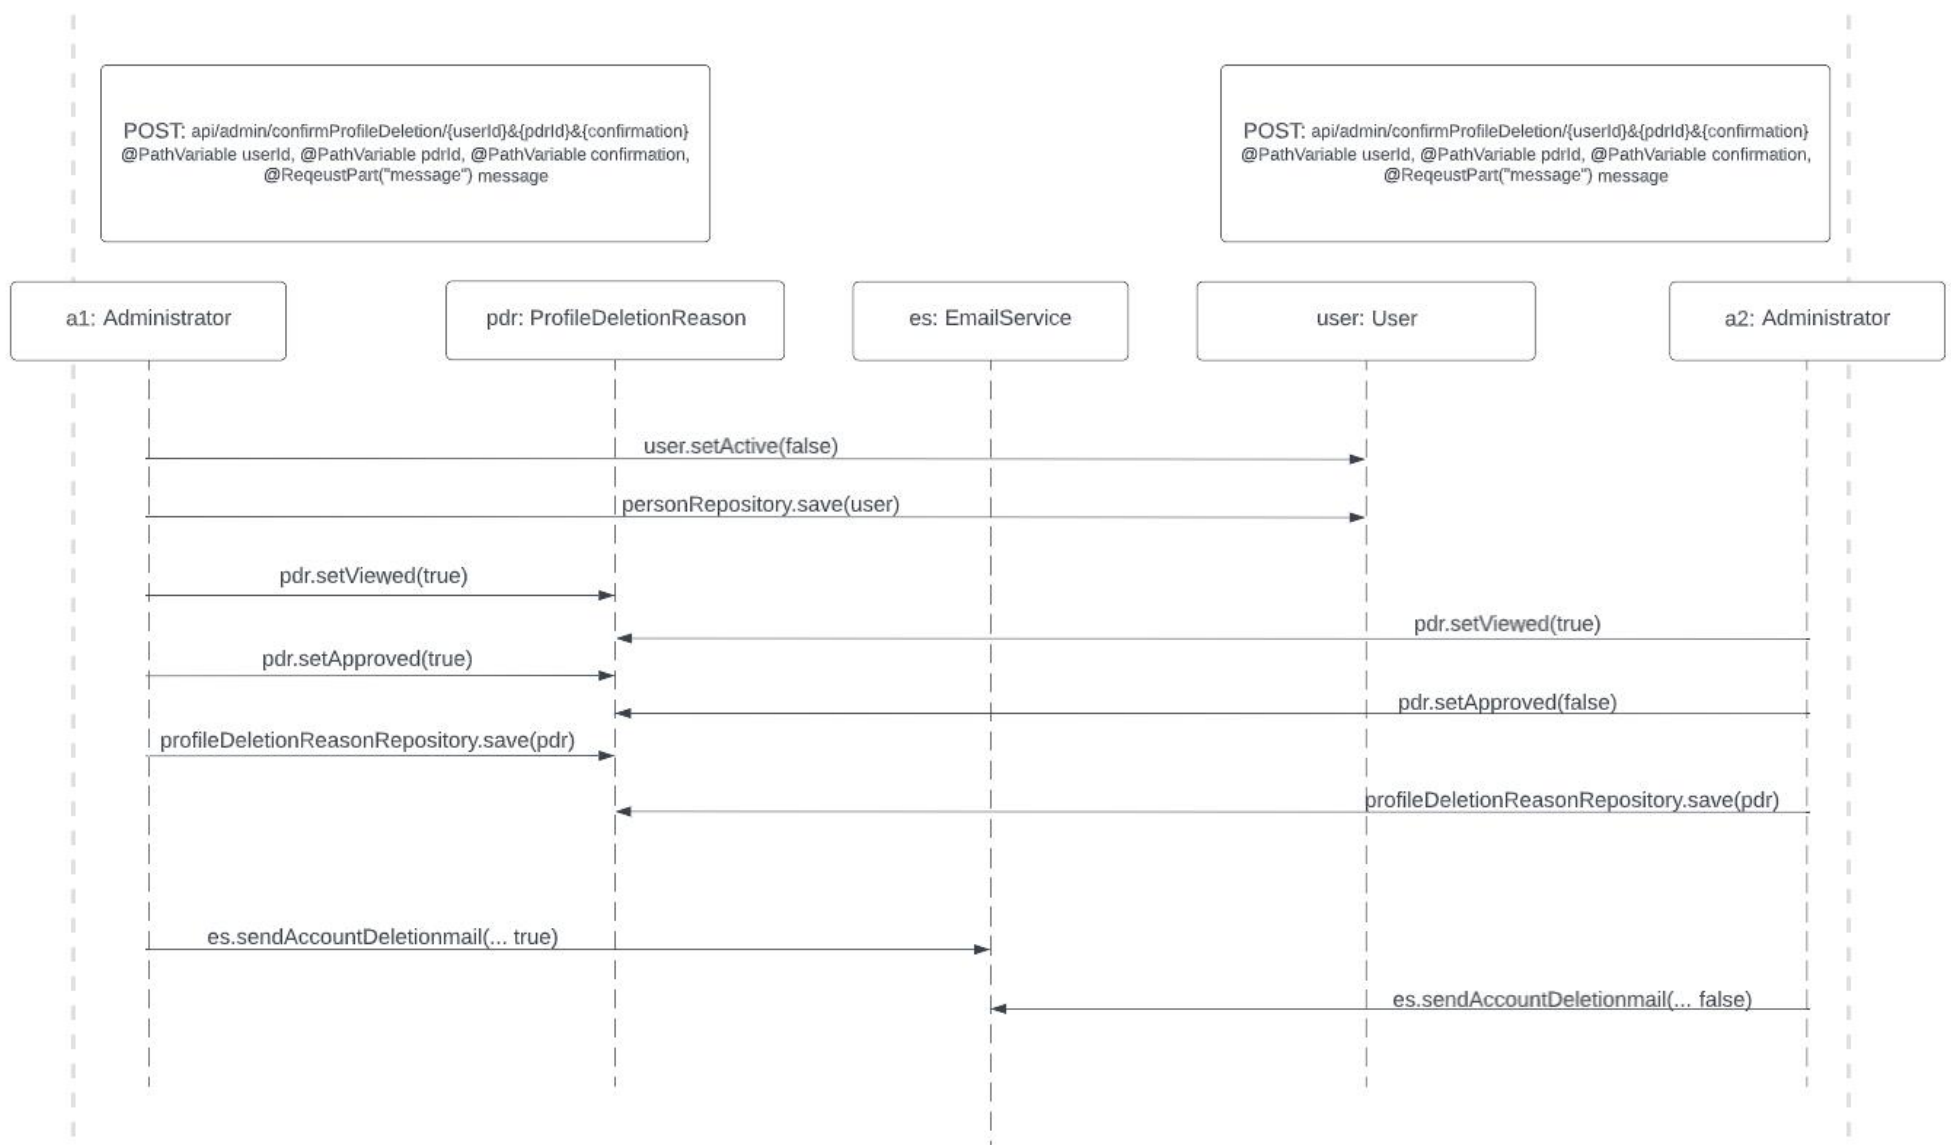 POST: api/admin/confirmProfileDeletion/{userId}&{pdrId}&{confirmation}
@PathVariable userId, @PathVariable pdrId, @PathVariable confirmation,
@ReqeustPart("message") message
POST: api/admin/confirmProfileDeletion/{userId}&{pdrId}&{confirmation}
@PathVariable userId, @PathVariable pdrId, @PathVariable confirmation,
@ReqeustPart("message") message
a1: Administrator
pdr: ProfileDeletionReason
es: EmailService
user: User
a2: Administrator
user.setActive(false)
personRepository.save(user)
pdr.setViewed(true)
pdr.setViewed(true)
pdr.setApproved(true)
pdr.setApproved(false)
profileDeletionReasonRepository.save(pdr)
profileDeletionReasonRepository.save(pdr)
es.sendAccountDeletionmail(... true)
es.sendAccountDeletionmail(... false)